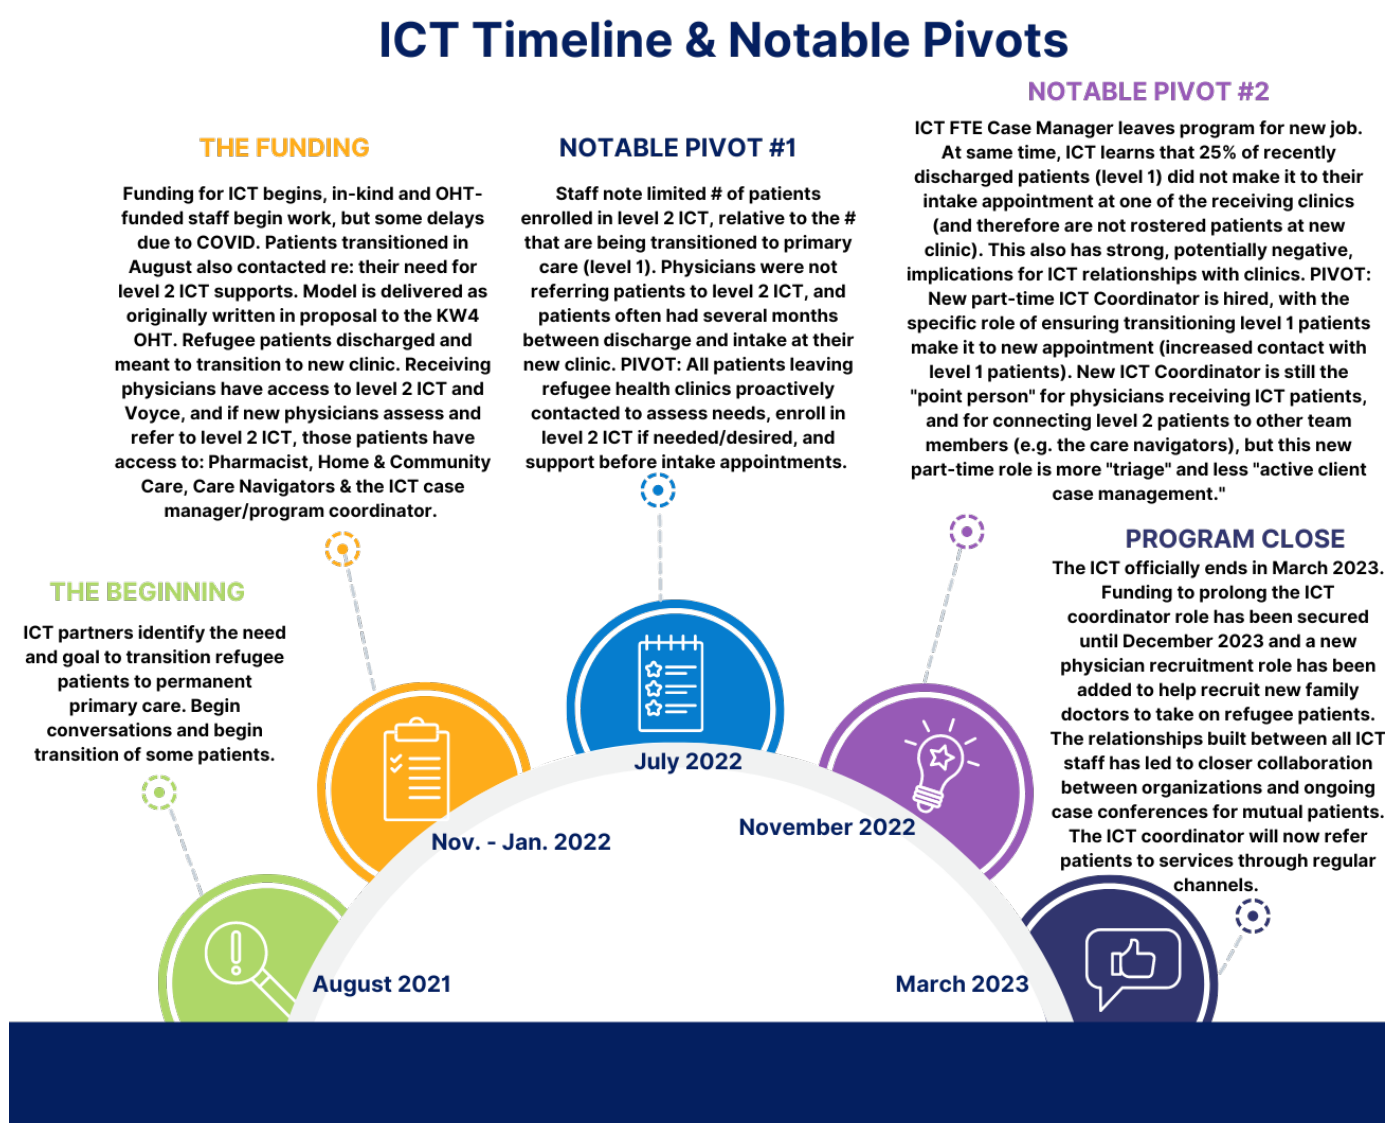 ICT Timeline & Notable Pivots
THE BEGINNING
ICT partners identify the need
and goal to transition refugee
patients to permanent
primary care. Begin
conversations and begin
transition of some patients.
August 2021
THE FUNDING
Funding for ICT begins, in-kind and OHT-
funded staff begin work, but some delays
due to COVID. Patients transitioned in
August also contacted re: their need for
level 2 ICT supports. Model is delivered as
originally written in proposal to the KW4
OHT. Refugee patients discharged and
meant to transition to new clinic. Receiving
physicians have access to level 2 ICT and
Voyce, and if new physicians assess and
refer to level 2 ICT, those patients have
access to: Pharmacist, Home & Community
Care, Care Navigators & the ICT case
manager/program coordinator.
Nov. - Jan. 2022
NOTABLE PIVOT #1
Staff note limited # of patients
enrolled in level 2 ICT, relative to the #
that are being transitioned to primary
care (level 1). Physicians were not
referring patients to level 2 ICT, and
patients often had several months
between discharge and intake at their
new clinic. PIVOT: All patients leaving
refugee health clinics proactively
contacted to assess needs, enroll in
level 2 ICT if needed/desired, and
support before intake appointments.
July 2022
NOTABLE PIVOT #2
ICT FTE Case Manager leaves program for new job.
At same time, ICT learns that 25% of recently
discharged patients (level 1) did not make it to their
intake appointment at one of the receiving clinics
(and therefore are not rostered patients at new
clinic). This also has strong, potentially negative,
implications for ICT relationships with clinics. PIVOT:
New part-time ICT Coordinator is hired, with the
specific role of ensuring transitioning level 1 patients
make it to new appointment (increased contact with
level 1 patients). New ICT Coordinator is still the
"point person" for physicians receiving ICT patients,
and for connecting level 2 patients to other team
members (e.g. the care navigators), but this new
part-time role is more "triage" and less "active client
case management."
November 2022
PROGRAM CLOSE
The ICT officially ends in March 2023.
Funding to prolong the ICT
coordinator role has been secured
until December 2023 and a new
physician recruitment role has been
added to help recruit new family
doctors to take on refugee patients.
The relationships built between all ICT
staff has led to closer collaboration
between organizations and ongoing
case conferences for mutual patients.
The ICT coordinator will now refer
patients to services through regular
channels.
March 2023